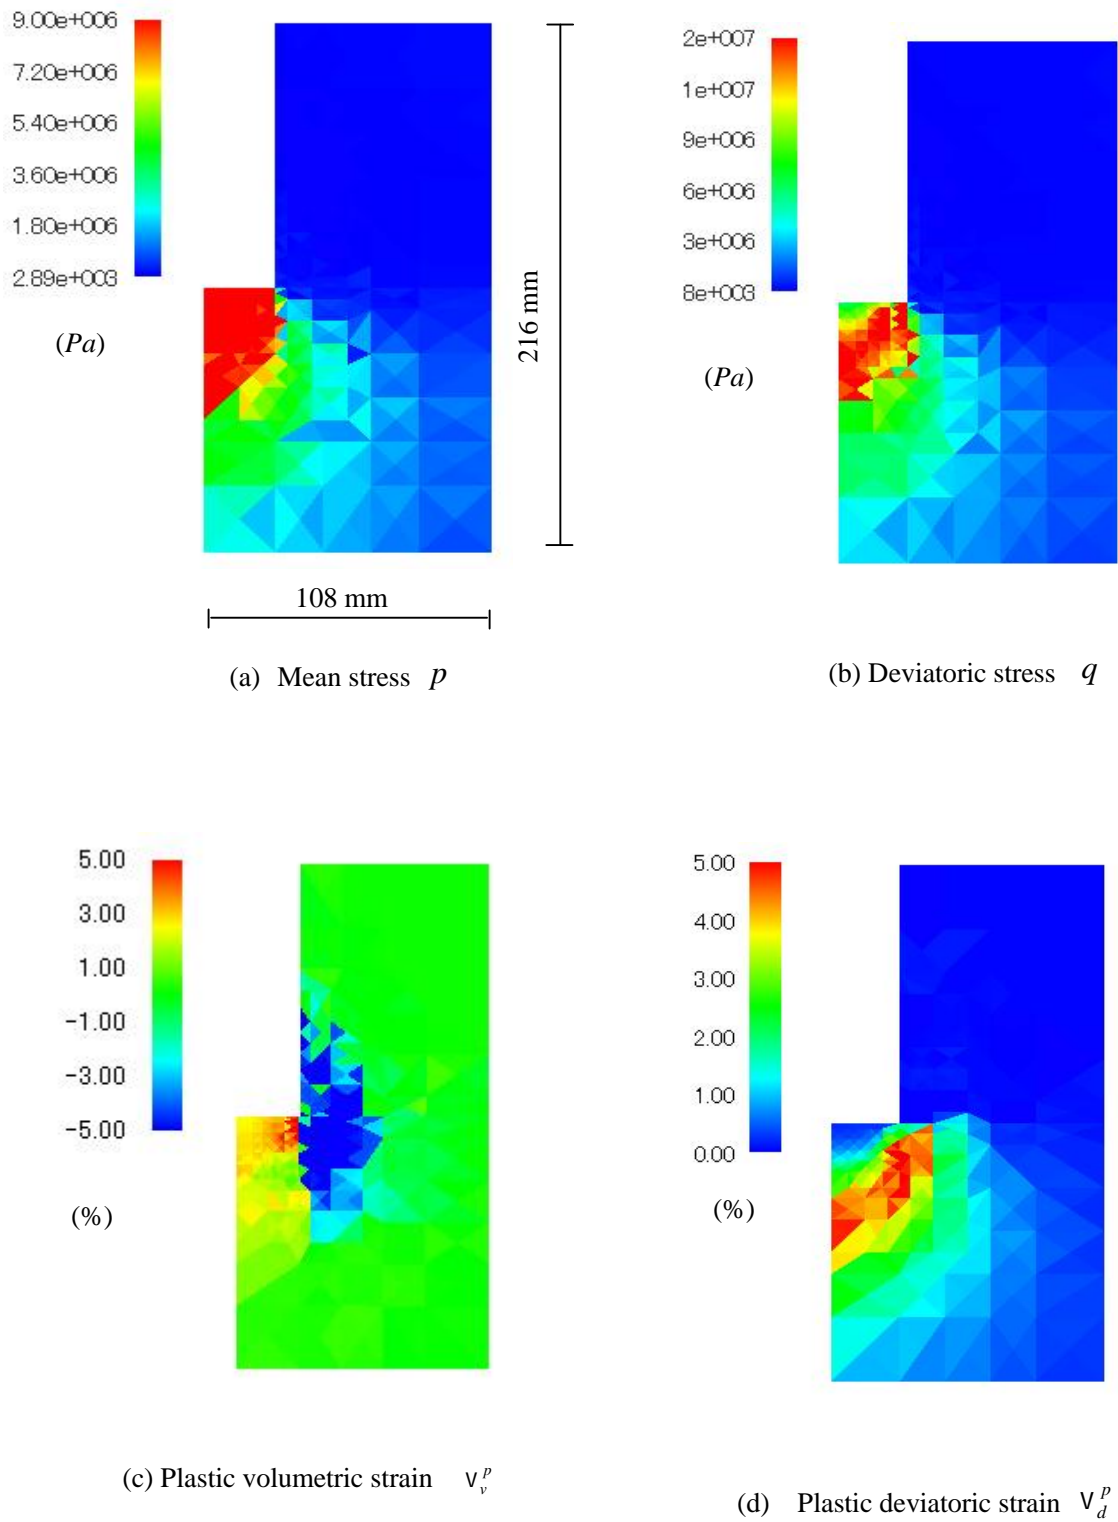 9.00e+006
7.20e+006
5.40e+006
3.60e+006
1.80e+006
2.89e+003
(Pa)
216 mm
108 mm
(a) Mean stress p
2e+007
1e+007
9e+006
6e+006
3e+006
8e+003
(Pa)
(b) Deviatoric stress q
5.00
3.00
1.00
-1.00
-3.00
-5.00
(%)
(c) Plastic volumetric strain ∨_v^p
5.00
4.00
3.00
2.00
1.00
0.00
(%)
(d) Plastic deviatoric strain ∨_d^p